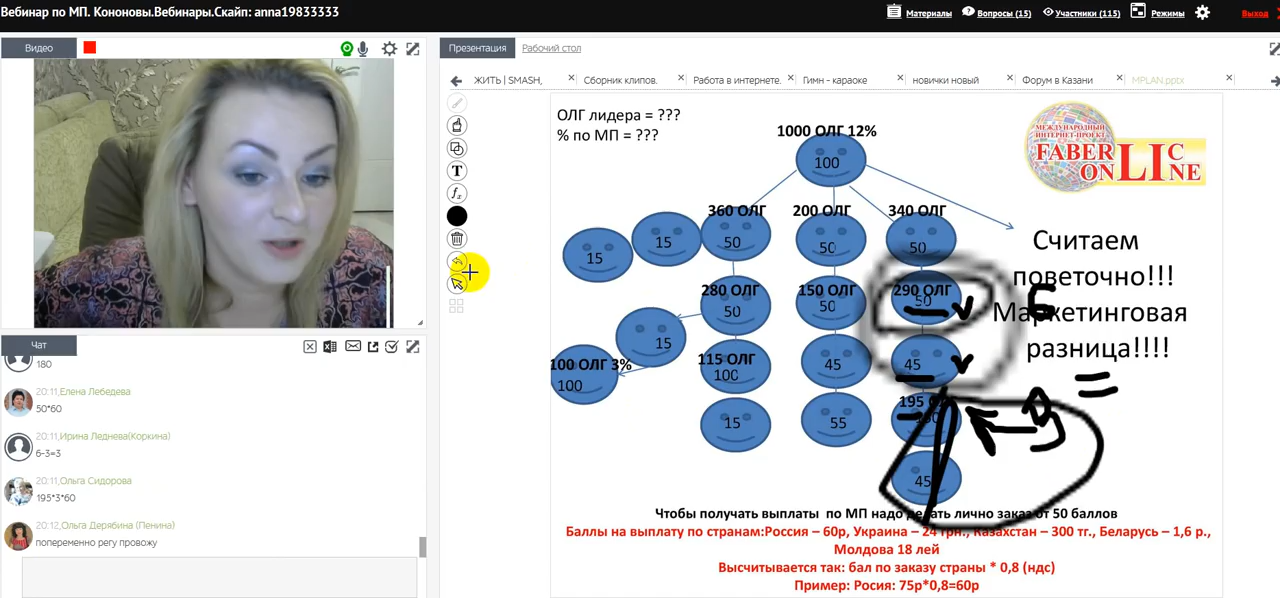 Вебинар по МП. Кононовы.Вебинары.Скайп: anna19833333
Материалы
Вопросы (15)
Участники (115)
Режимы
Выход
Видео
Презентация
Рабочий стол
ЖИТЬ | SMASH,
Сборник клипов.
Работа в интернете.
Гимн - караоке
новички новый
Форум в Казани
MPLAN.pptx
ОЛГ лидера = ???
% по МП = ???
1000 ОЛГ 12%
100
МЕЖДУНАРОДНЫЙ
ИНТЕРНЕТ-ПРОЕКТ
FABERLIC
ONLINE
360 ОЛГ
200 ОЛГ
340 ОЛГ
15
15
50
50
50
Считаем
поветочно!!!
Маркетинговая
разница!!!!
280 ОЛГ
150 ОЛГ
290 ОЛГ
50
50
50
15
100 ОЛГ 3%
100
115 ОЛГ
100
45
45
195
15
55
45
Чтобы получать выплаты по МП надо делать лично заказ от 50 баллов
Баллы на выплату по странам:Россия – 60р, Украина – 24 грн., Казахстан – 300 тг., Беларусь – 1,6 р.,
Молдова 18 лей
Высчитывается так: бал по заказу страны * 0,8 (ндс)
Пример: Росия: 75р*0,8=60р
Чат
180
20:11, Елена Лебедева
50*60
20:11, Ирина Леднева(Коркина)
6-3=3
20:11, Ольга Сидорова
195*3*60
20:12, Ольга Дерябина (Пенина)
попеременно регу провожу